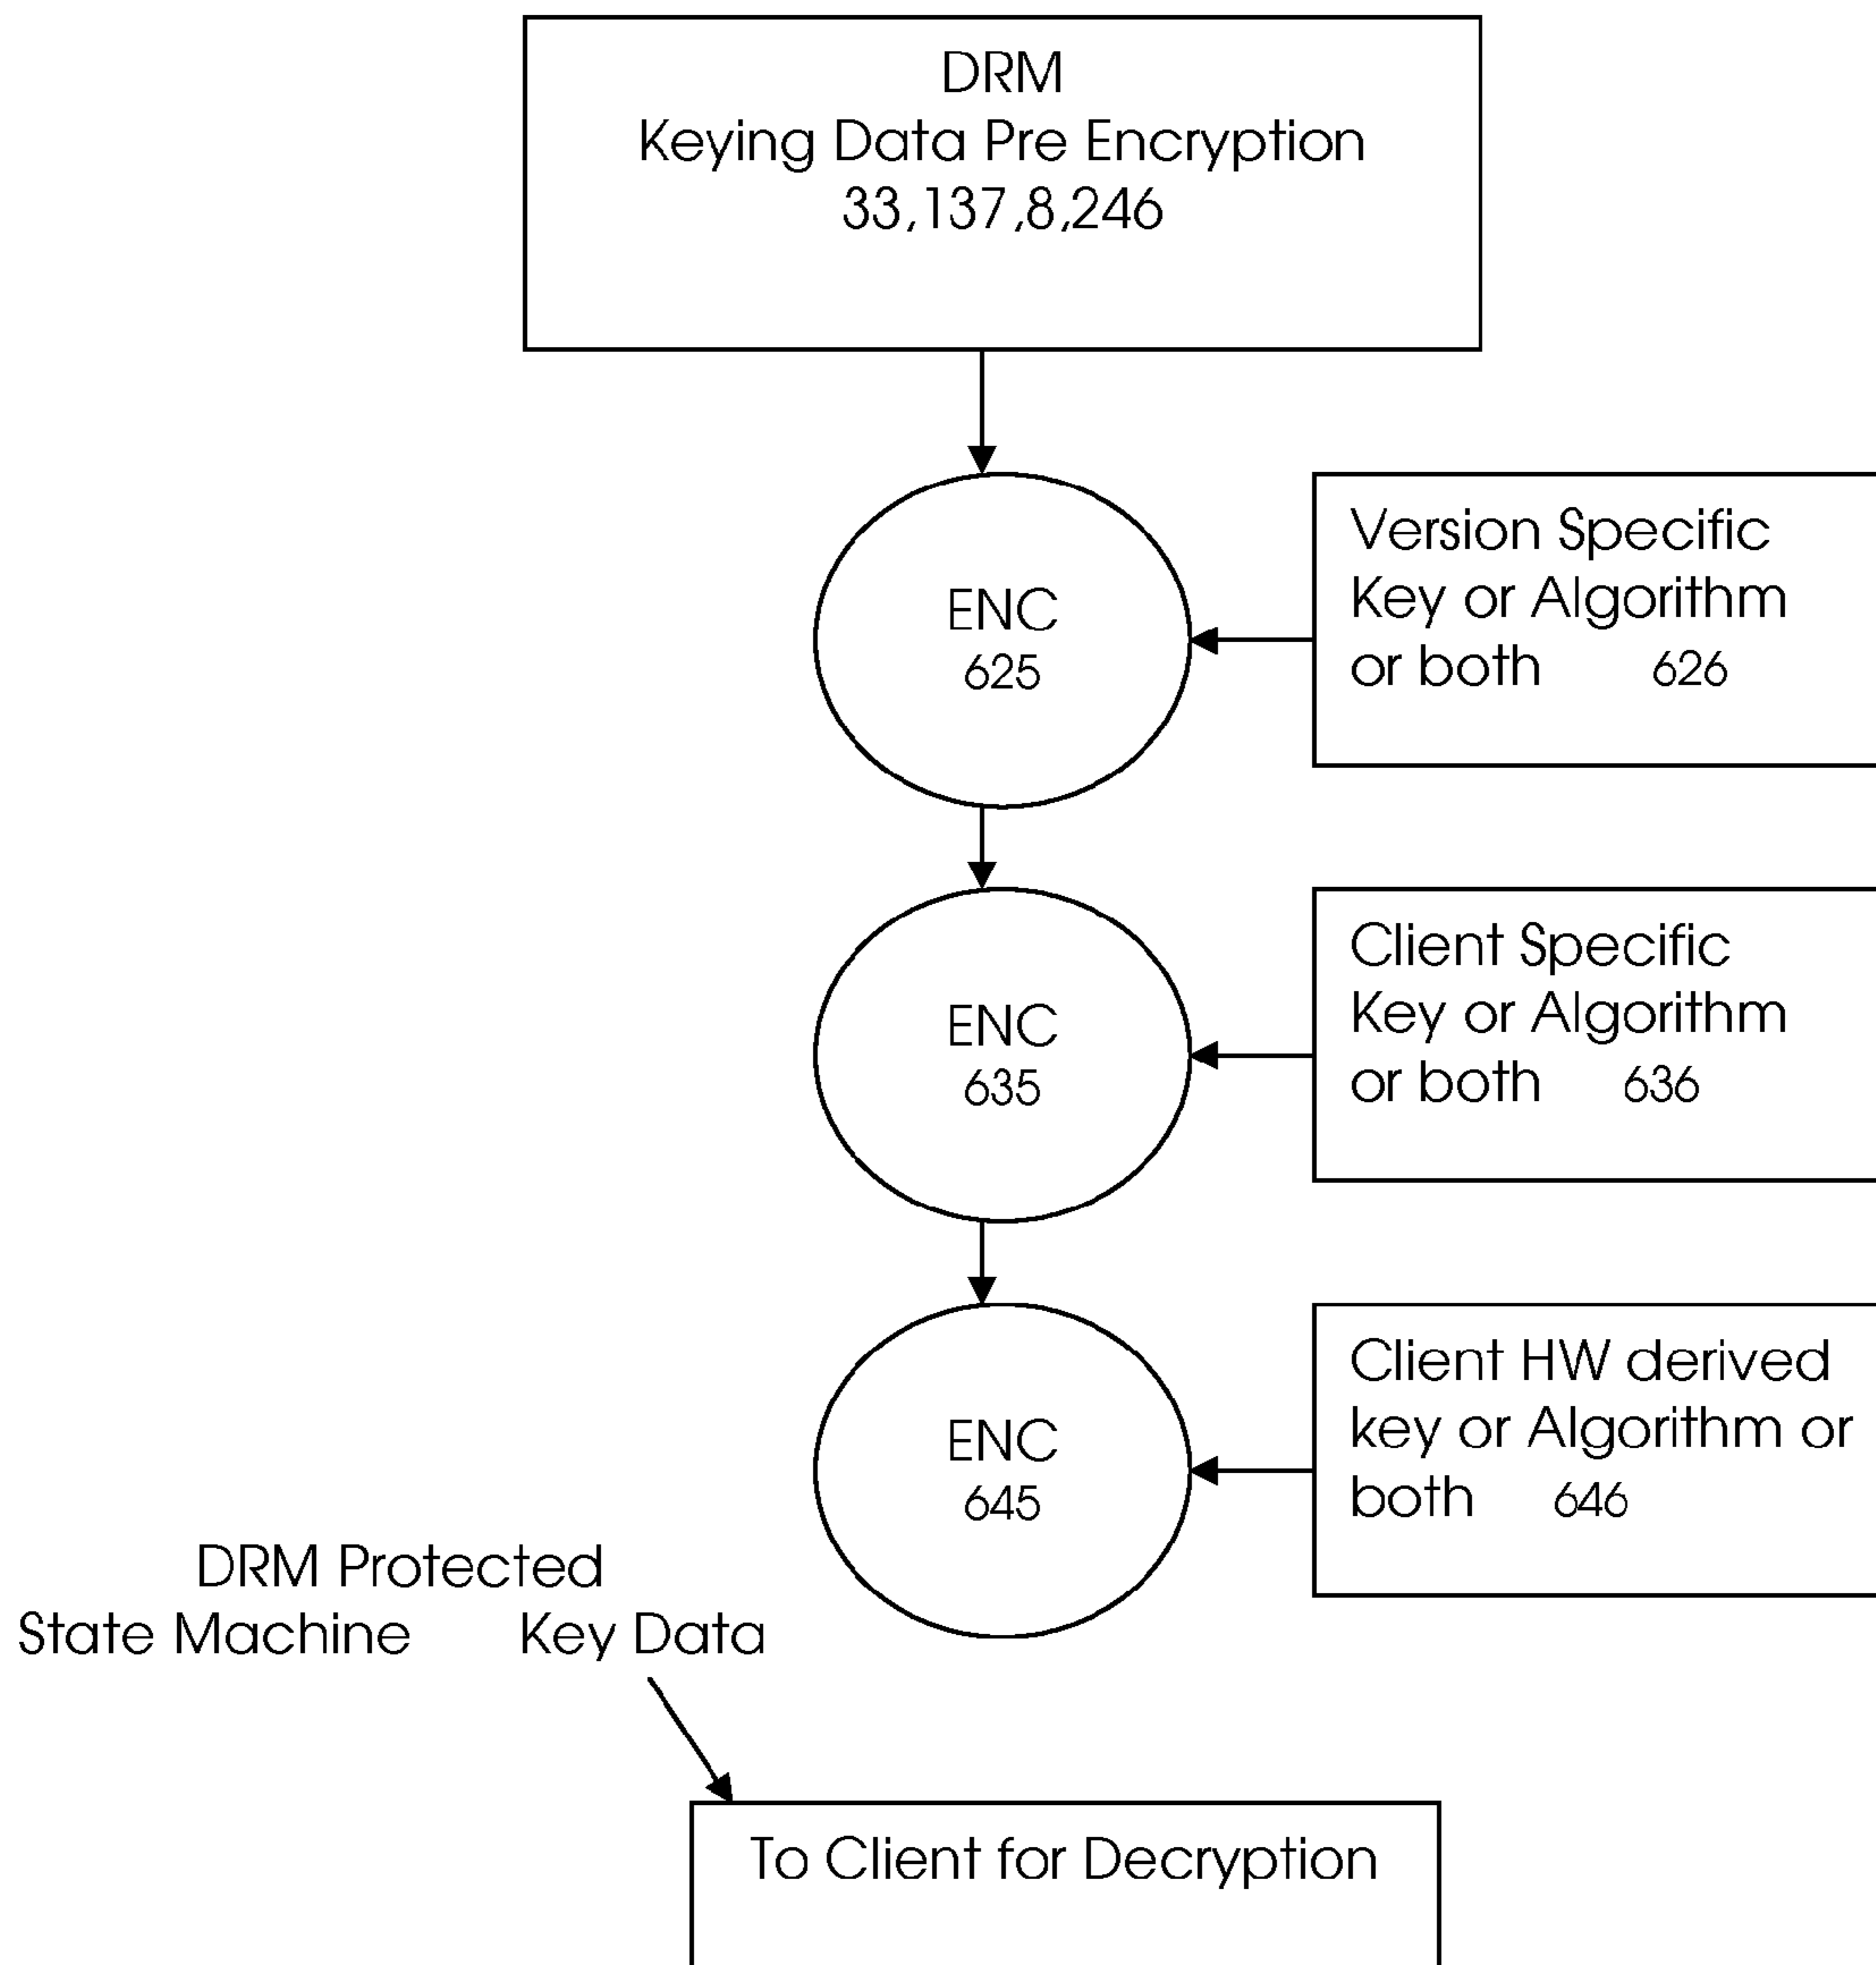 DRM
Keying Data Pre Encryption
33,137,8,246
ENC
625
Version Specific
Key or Algorithm
or both 626
ENC
635
Client Specific
Key or Algorithm
or both 636
ENC
645
Client HW derived
key or Algorithm or
both 646
DRM Protected
State Machine Key Data
To Client for Decryption